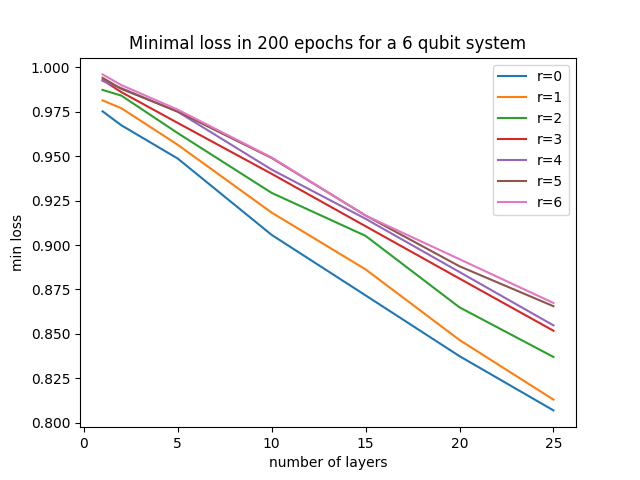 Minimal loss in 200 epochs for a 6 qubit system
1.000
0.975
0.950
0.925
0.900
0.875
0.850
0.825
0.800
min loss
r=0
r=1
r=2
r=3
r=4
r=5
r=6
0 5 10 15 20 25
number of layers